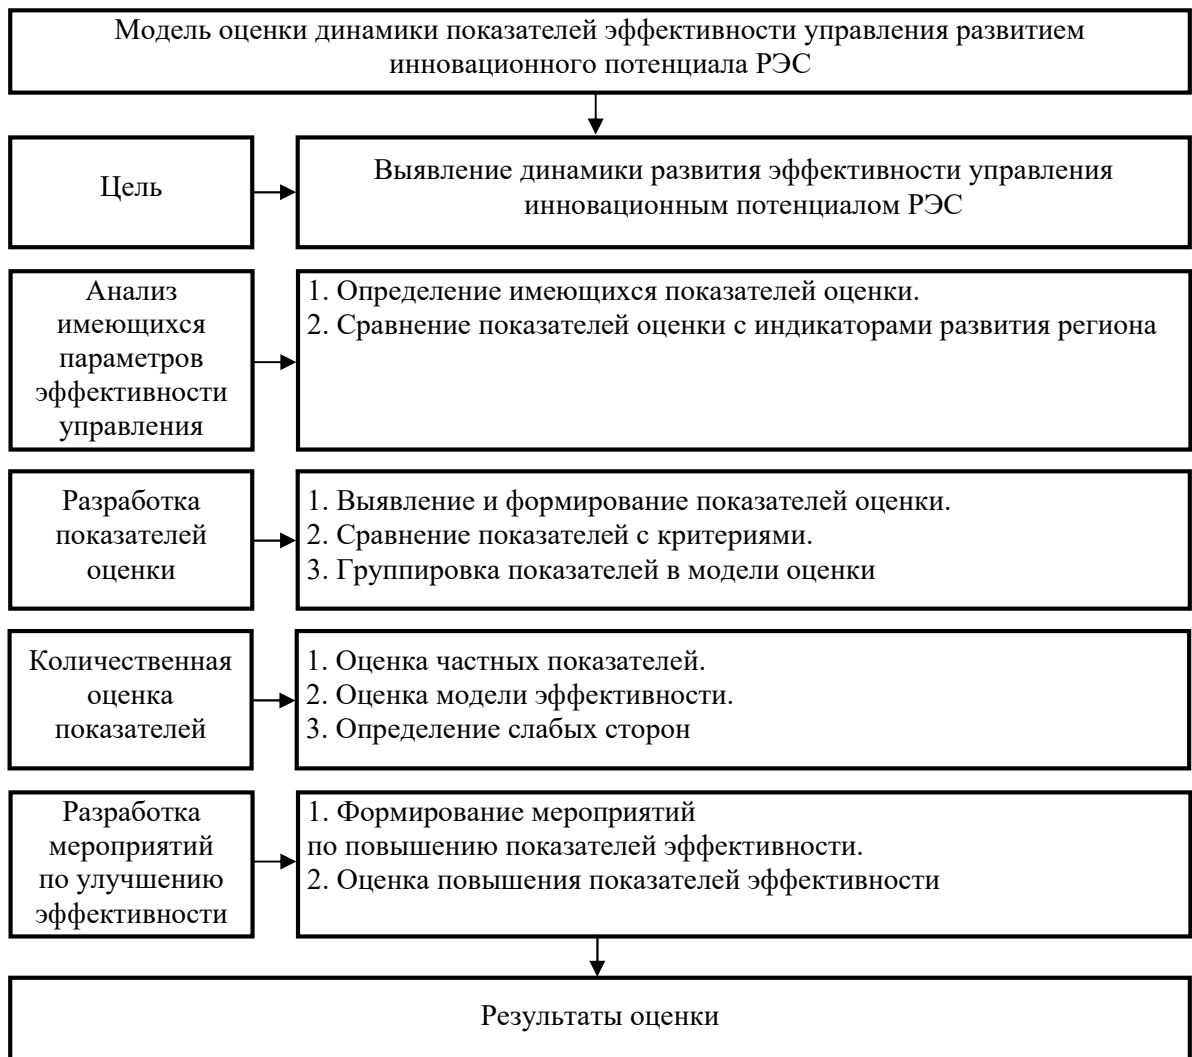 Модель оценки динамики показателей эффективности управления развитием
инновационного потенциала РЭС
Цель
Выявление динамики развития эффективности управления
инновационным потенциалом РЭС
Анализ
имеющихся
параметров
эффективности
управления
1. Определение имеющихся показателей оценки.
2. Сравнение показателей оценки с индикаторами развития региона
Разработка
показателей
оценки
1. Выявление и формирование показателей оценки.
2. Сравнение показателей с критериями.
3. Группировка показателей в модели оценки
Количественная
оценка
показателей
1. Оценка частных показателей.
2. Оценка модели эффективности.
3. Определение слабых сторон
Разработка
мероприятий
по улучшению
эффективности
1. Формирование мероприятий
по повышению показателей эффективности.
2. Оценка повышения показателей эффективности
Результаты оценки